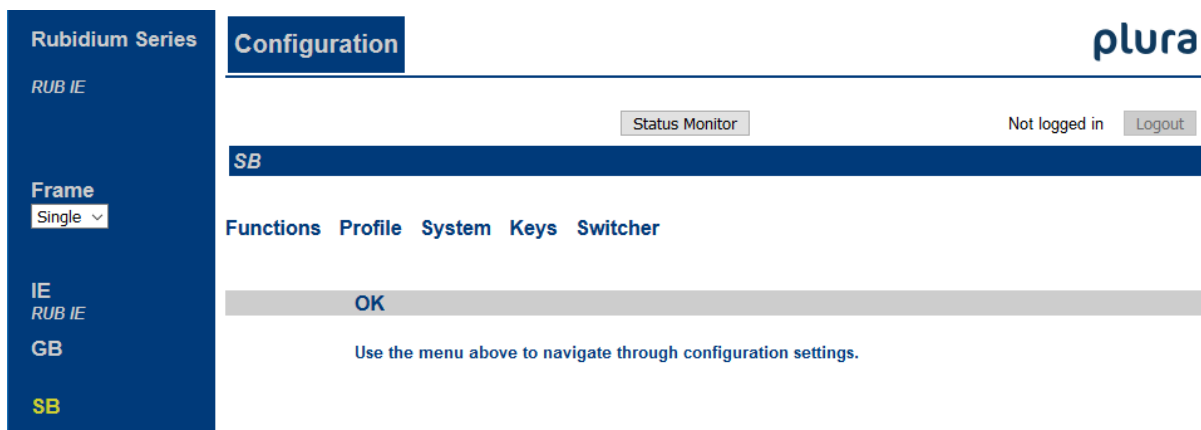 Rubidium Series
RUB IE
Frame
Single
IE
RUB IE
GB
SB
Configuration
plura
Status Monitor Not logged in Logout
SB
Functions Profile System Keys Switcher
OK
Use the menu above to navigate through configuration settings.